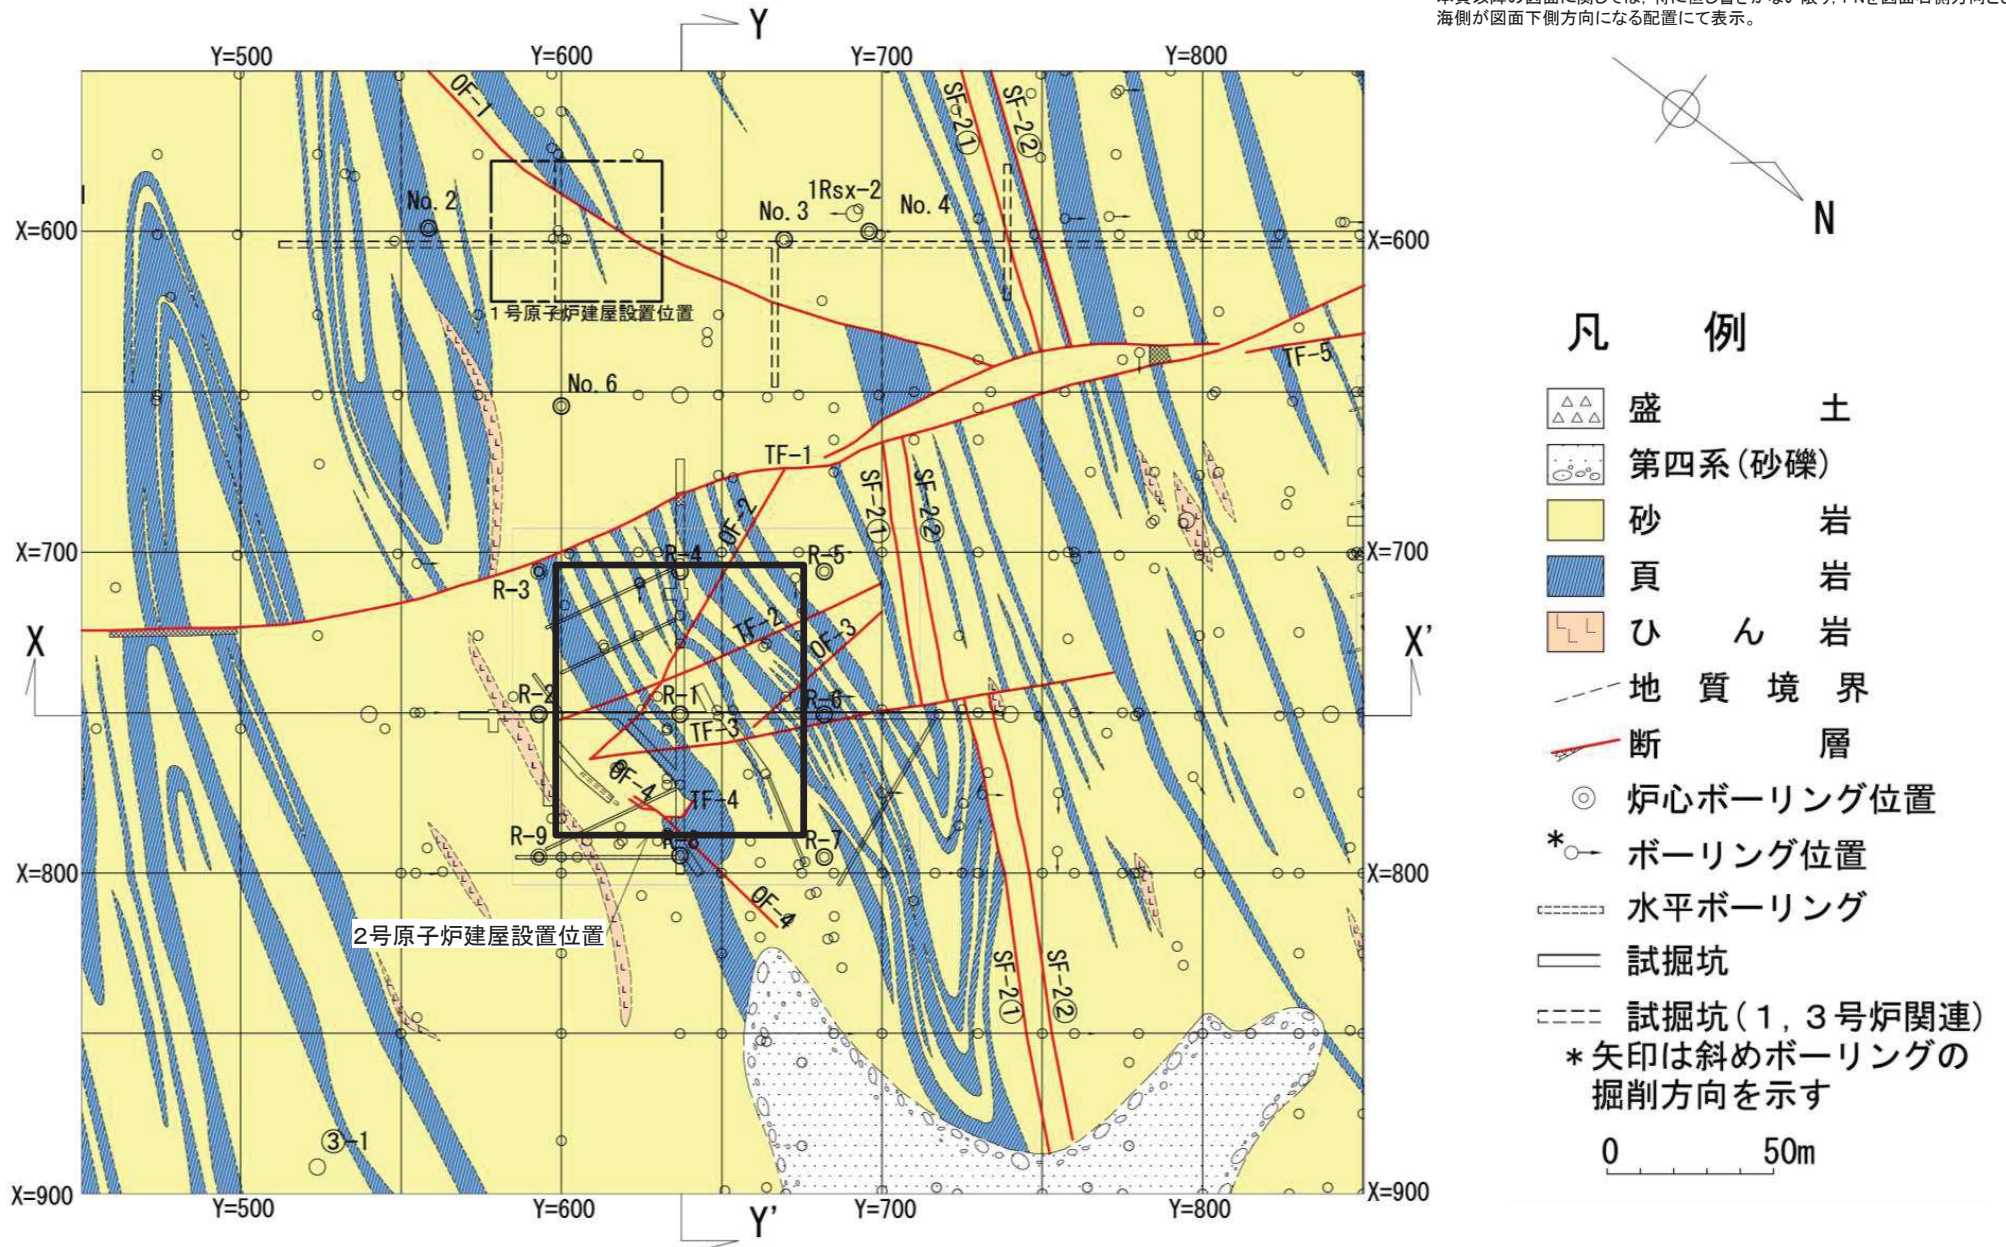 海側が図面下側方向になる配置にて表示。
Y
Y=500 Y=600 Y=700 Y=800
OF-1
SF-2①
SF-2②
No.2
No.3
1Rsx-2
No.4
N
X=600
X=600
1号原子炉建屋設置位置
TF-5
No.6
TF-1
SF-2①
SF-2②
OF-2
X=700
X=700
R-3
R-4
R-5
TF-2
OF-3
X
X'
R-2
R-1
R-6
TF-3
OF-4
TF-4
R-9
R-8
R-7
X=800
X=800
OF-4
2号原子炉建屋設置位置
SF-2①
SF-2②
③-1
X=900
X=900
Y=500 Y=600 Y=700 Y=800
Y'
凡 例
盛 土
第四系(砂礫)
砂 岩
頁 岩
ひ ん 岩
地 質 境 界
断 層
炉心ボーリング位置
* ボーリング位置
水平ボーリング
試掘坑
試掘坑(1,3号炉関連)
*矢印は斜めボーリングの
掘削方向を示す
0 50m